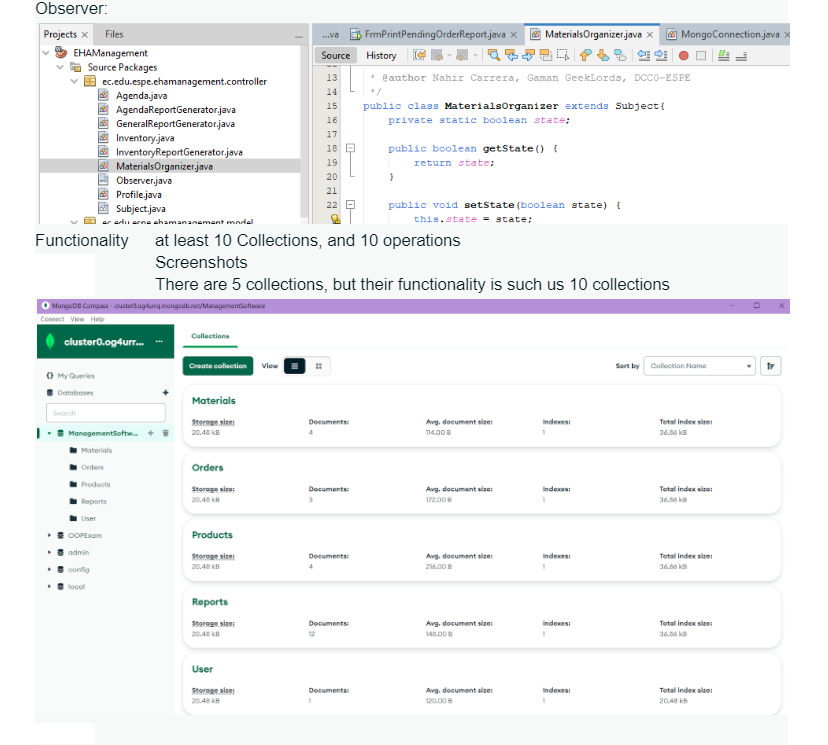 Observer:
Projects × Files
...va FrmPrintPendingOrderReport.java × MaterialsOrganizer.java × MongoConnection.java ×
EHAManagement
Source Packages
ec.edu.espe.ehamanagement.controller
Agenda.java
AgendaReportGenerator.java
GeneralReportGenerator.java
Inventory.java
InventoryReportGenerator.java
MaterialsOrganizer.java
Observer.java
Profile.java
Subject.java
ec.edu.espe.ehamanagement.model
Source History
13 * @author Nahir Carrera, Gaman GeekLords, DCC0-ESPE
14 */
15 public class MaterialsOrganizer extends Subject{
16 private static boolean state;
17
18 public boolean getState() {
19 return state;
20 }
21
22 public void setState(boolean state) {
this.state = state;
Functionality at least 10 Collections, and 10 operations
Screenshots
There are 5 collections, but their functionality is such us 10 collections
MongoDB Compass - cluster0.og4urrq.mongodb.net/ManagementSoftware
Connect View Help
cluster0.og4urr... ...
My Queries
Databases +
Search
ManagementSoftw... +
Materials
Orders
Products
Reports
User
OOPExam
admin
config
local
Collections
Create collection View Sort by Collection Name
Materials
Storage size: Documents: Avg. document size: Indexes: Total index size:
20.48 kB 4 114.00 B 1 36.86 kB
Orders
Storage size: Documents: Avg. document size: Indexes: Total index size:
20.48 kB 3 172.00 B 1 36.86 kB
Products
Storage size: Documents: Avg. document size: Indexes: Total index size:
20.48 kB 4 216.00 B 1 36.86 kB
Reports
Storage size: Documents: Avg. document size: Indexes: Total index size:
20.48 kB 12 148.00 B 1 36.86 kB
User
Storage size: Documents: Avg. document size: Indexes: Total index size:
20.48 kB 1 120.00 B 1 20.48 kB